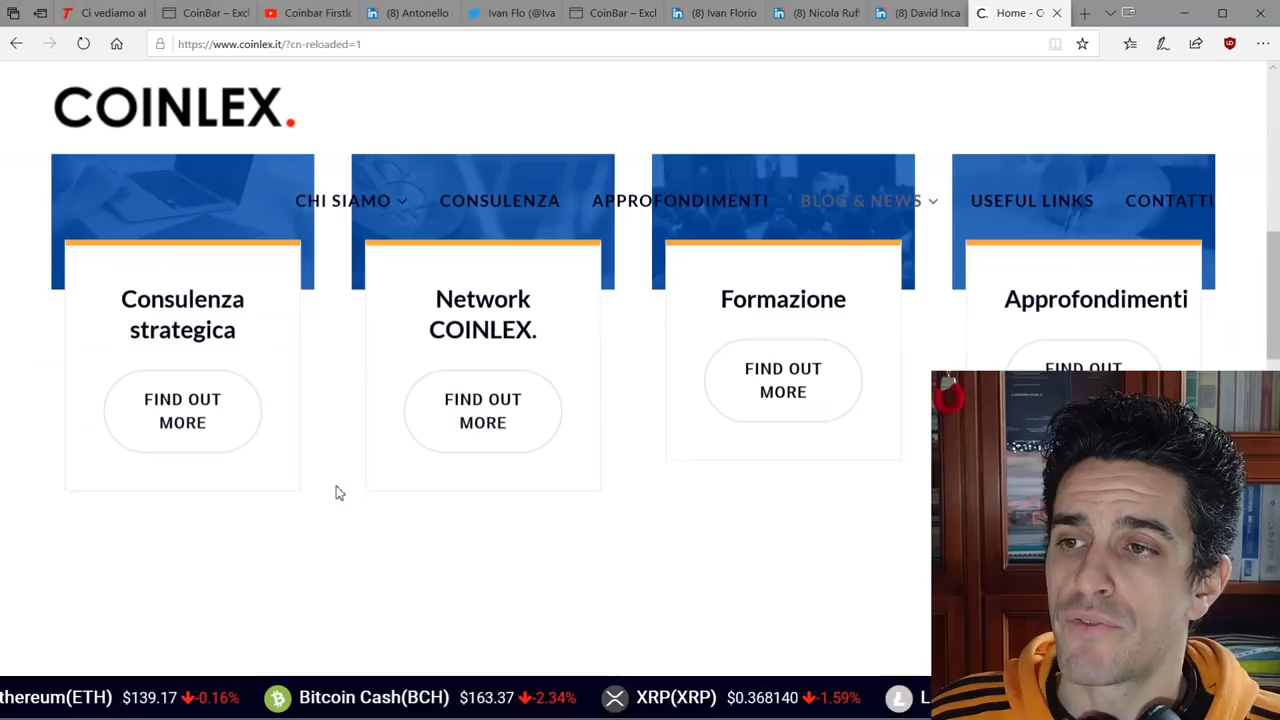 Ci vediamo al
CoinBar – Excl
Coinbar Firstlo
(8) Antonello
Ivan Flo (@Iva
CoinBar – Excl
(8) Ivan Florio
(8) Nicola Ruf
(8) David Inca
Home - C
https://www.coinlex.it/?cn-reloaded=1
COINLEX.
CHI SIAMO
CONSULENZA
APPROFONDIMENTI
BLOG & NEWS
USEFUL LINKS
CONTATTI
Consulenza
strategica
FIND OUT
MORE
Network
COINLEX.
FIND OUT
MORE
Formazione
FIND OUT
MORE
Approfondimenti
FIND OUT
thereum(ETH) $139.17 -0.16% Bitcoin Cash(BCH) $163.37 -2.34% XRP(XRP) $0.368140 -1.59% L